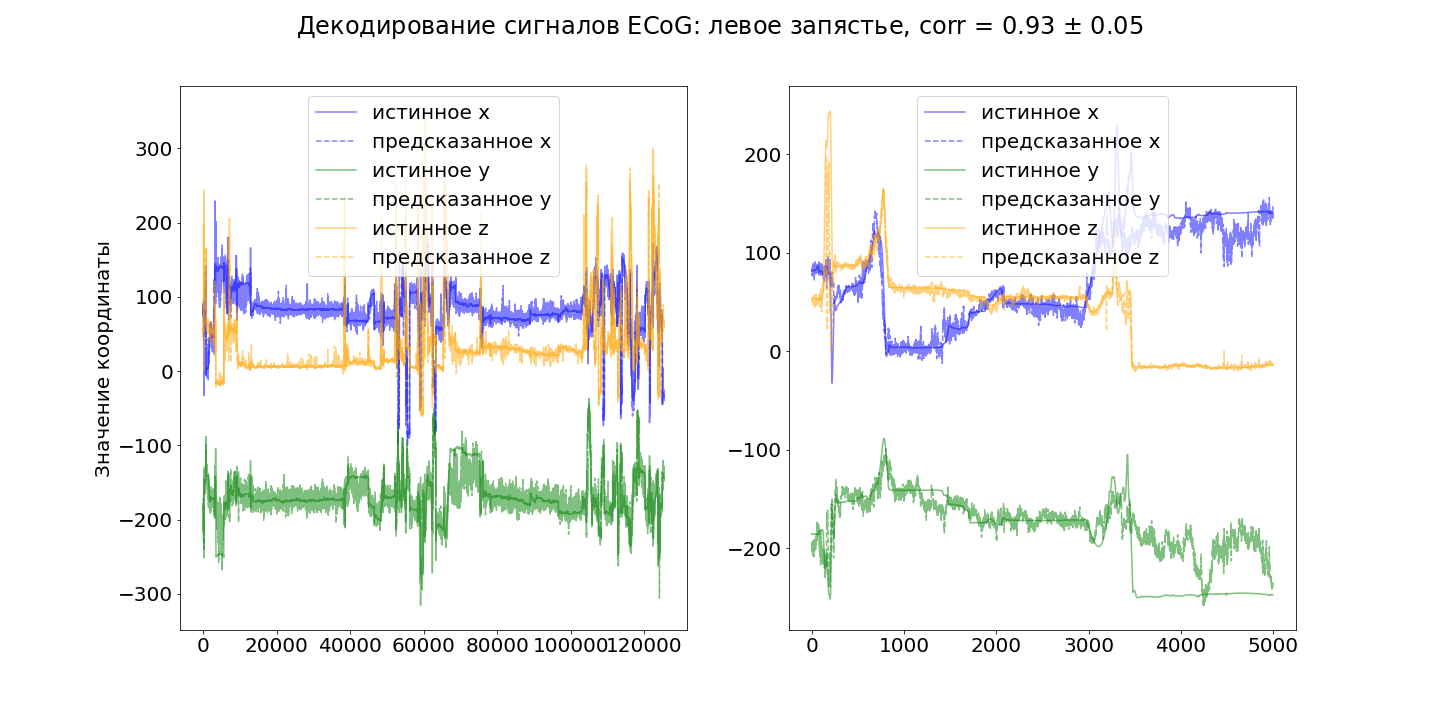 Декодирование сигналов ECoG: левое запястье, corr = 0.93 ± 0.05
Значение координаты
300
200
100
0
−100
−200
−300
0 20000 40000 60000 80000 100000 120000
истинное x
предсказанное x
истинное y
предсказанное y
истинное z
предсказанное z
200
100
0
−100
−200
0 1000 2000 3000 4000 5000
истинное x
предсказанное x
истинное y
предсказанное y
истинное z
предсказанное z